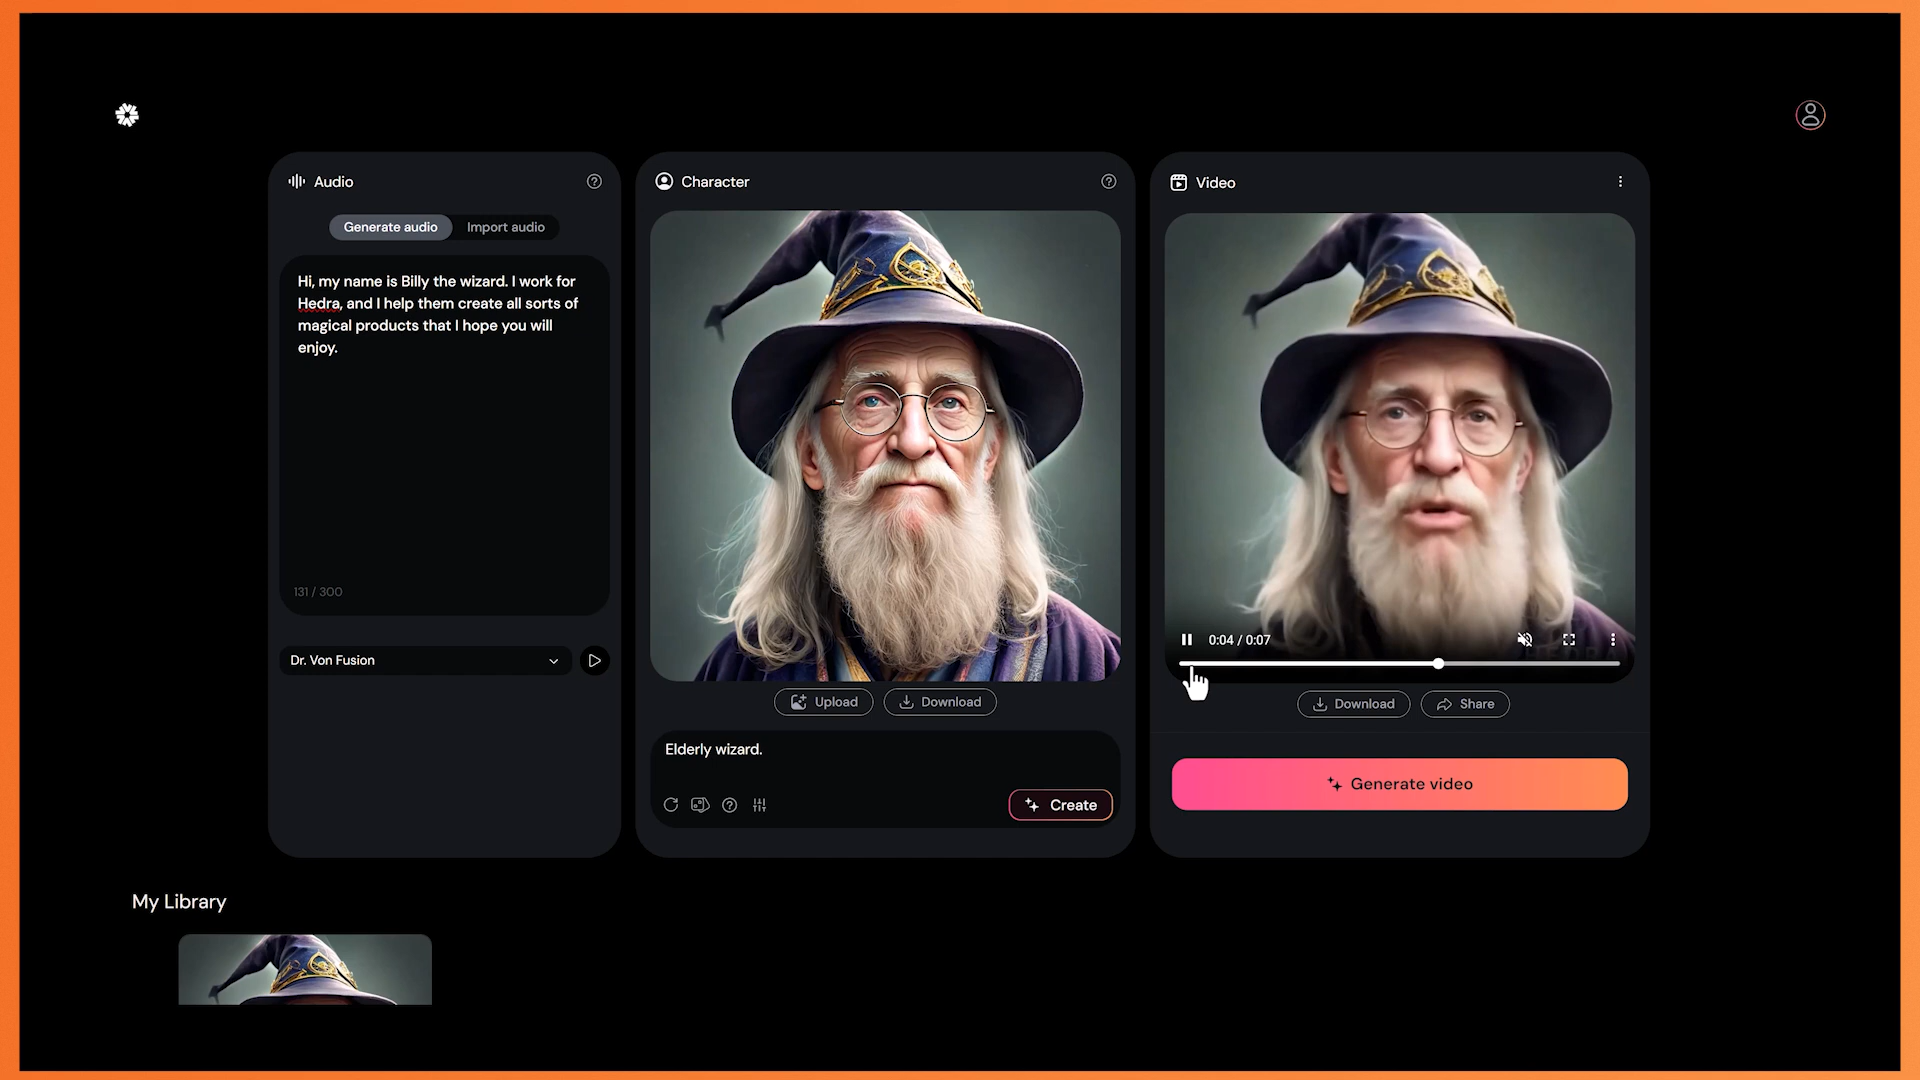 Audio
Generate audio
Import audio
Hi, my name is Billy the wizard. I work for
Hedra, and I help them create all sorts of
magical products that I hope you will
enjoy.
131 / 300
Dr. Von Fusion
Character
Upload
Download
Elderly wizard.
Create
Video
0:04 / 0:07
Download
Share
Generate video
My Library